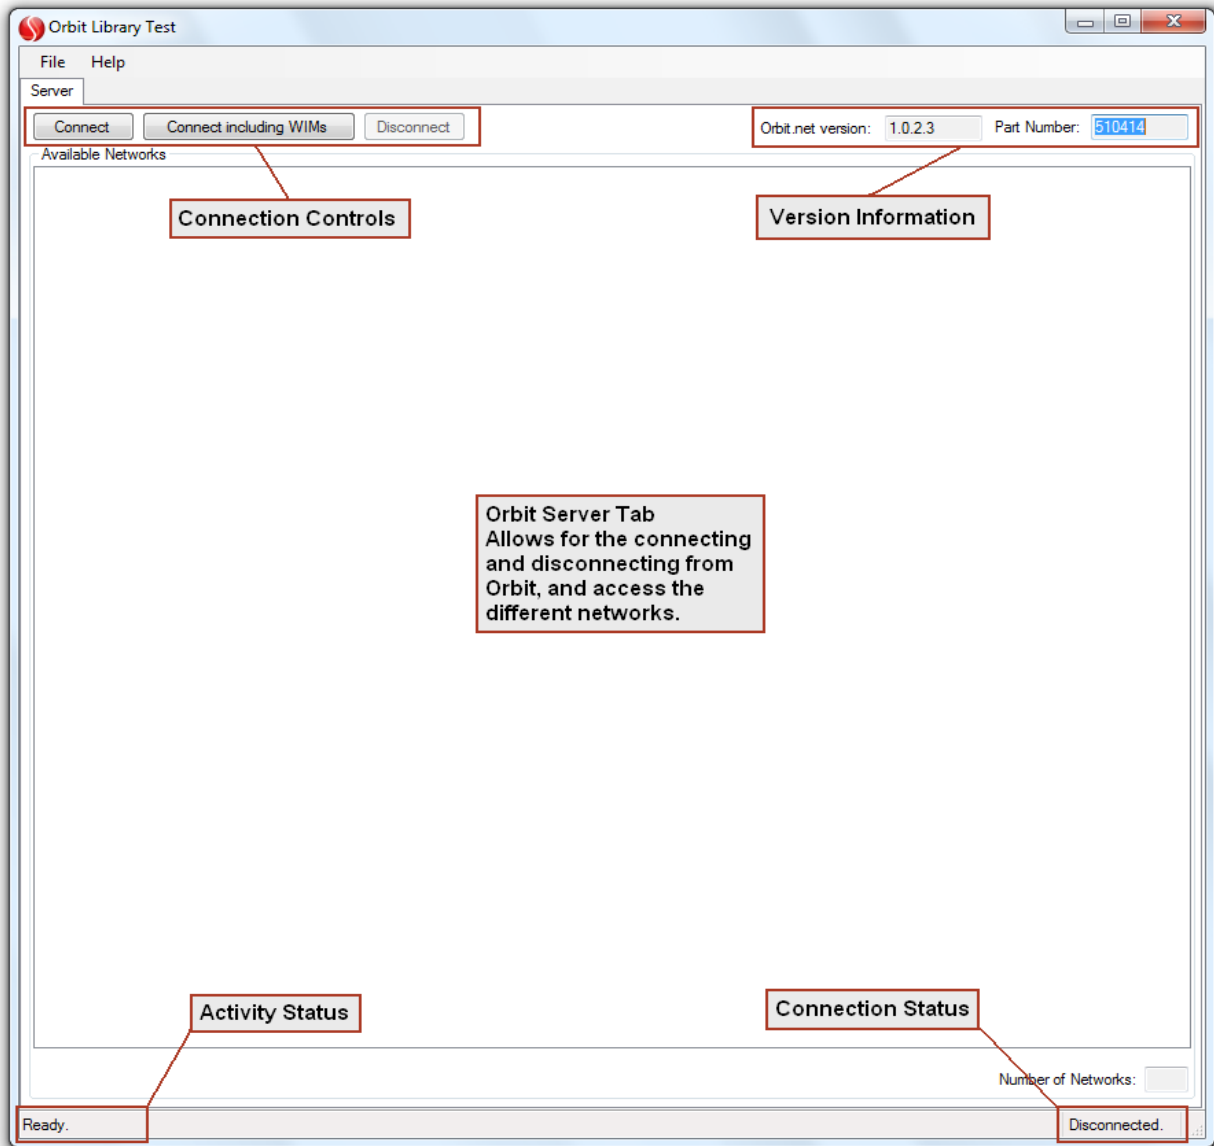 Orbit Library Test
File Help
Server
Connect Connect including WIMs Disconnect Orbit.net version: 1.0.2.3 Part Number: 510414
Available Networks
Connection Controls Version Information
Orbit Server Tab
Allows for the connecting
and disconnecting from
Orbit, and access the
different networks.
Activity Status Connection Status
Number of Networks:
Ready. Disconnected.